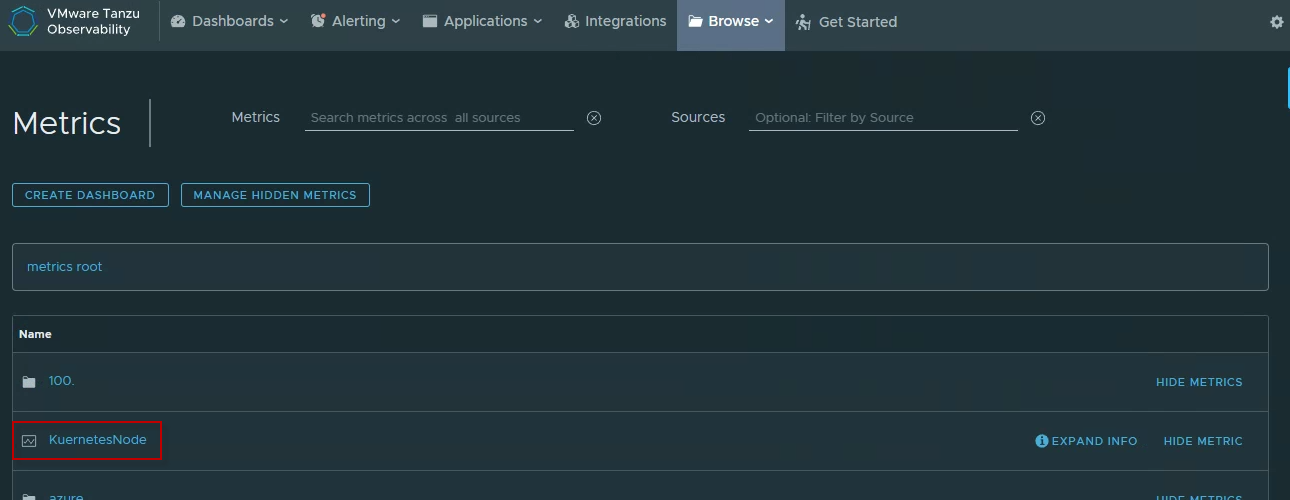 VMware Tanzu
Observability
Dashboards
Alerting
Applications
Integrations
Browse
Get Started
Metrics
Metrics
Search metrics across all sources
Sources
Optional: Filter by Source
CREATE DASHBOARD
MANAGE HIDDEN METRICS
metrics root
Name
100.
HIDE METRICS
KuernetesNode
EXPAND INFO
HIDE METRIC
azure.
HIDE METRICS